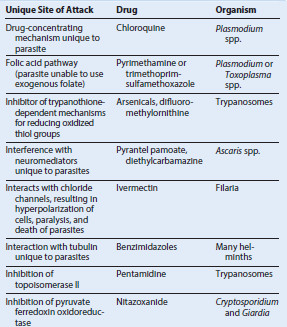 Unique Site of Attack Drug Organism
Drug-concentrating Chloroquine Plasmodium
mechanism unique to spp.
parasite
Folic acid pathway Pyrimethamine or Plasmodium or
(parasite unable to use trimethoprim- Toxoplasma
exogenous folate) sulfamethoxazole spp.
Inhibitor of trypanothione- Arsenicals, difluoro- Trypanosomes
dependent mechanisms methylornithine
for reducing oxidized
thiol groups
Interference with Pyrantel pamoate, Ascaris spp.
neuromediators diethylcarbamazine
unique to parasites
Interacts with chloride Ivermectin Filaria
channels, resulting in
hyperpolarization of
cells, paralysis, and
death of parasites
Interaction with tubulin Benzimidazoles Many hel-
unique to parasites minths
Inhibition of Pentamidine Trypanosomes
topoisomerase II
Inhibition of pyruvate Nitazoxanide Cryptosporidium
ferredoxin oxidoreduc- and Giardia
tase